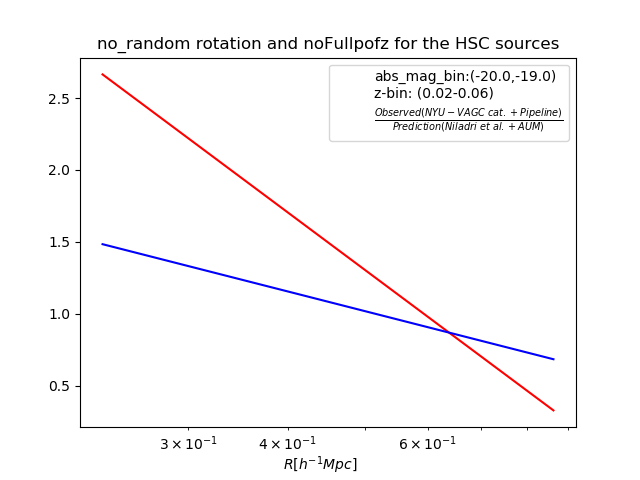 no_random rotation and noFullpofz for the HSC sources
abs_mag_bin:(-20.0,-19.0)
z-bin: (0.02-0.06)
Observed(NYU−VAGC cat. + Pipeline)
Prediction(Niladri et al. + AUM)
2.5
2.0
1.5
1.0
0.5
3 × 10⁻¹ 4 × 10⁻¹ 6 × 10⁻¹
R[h⁻¹Mpc]